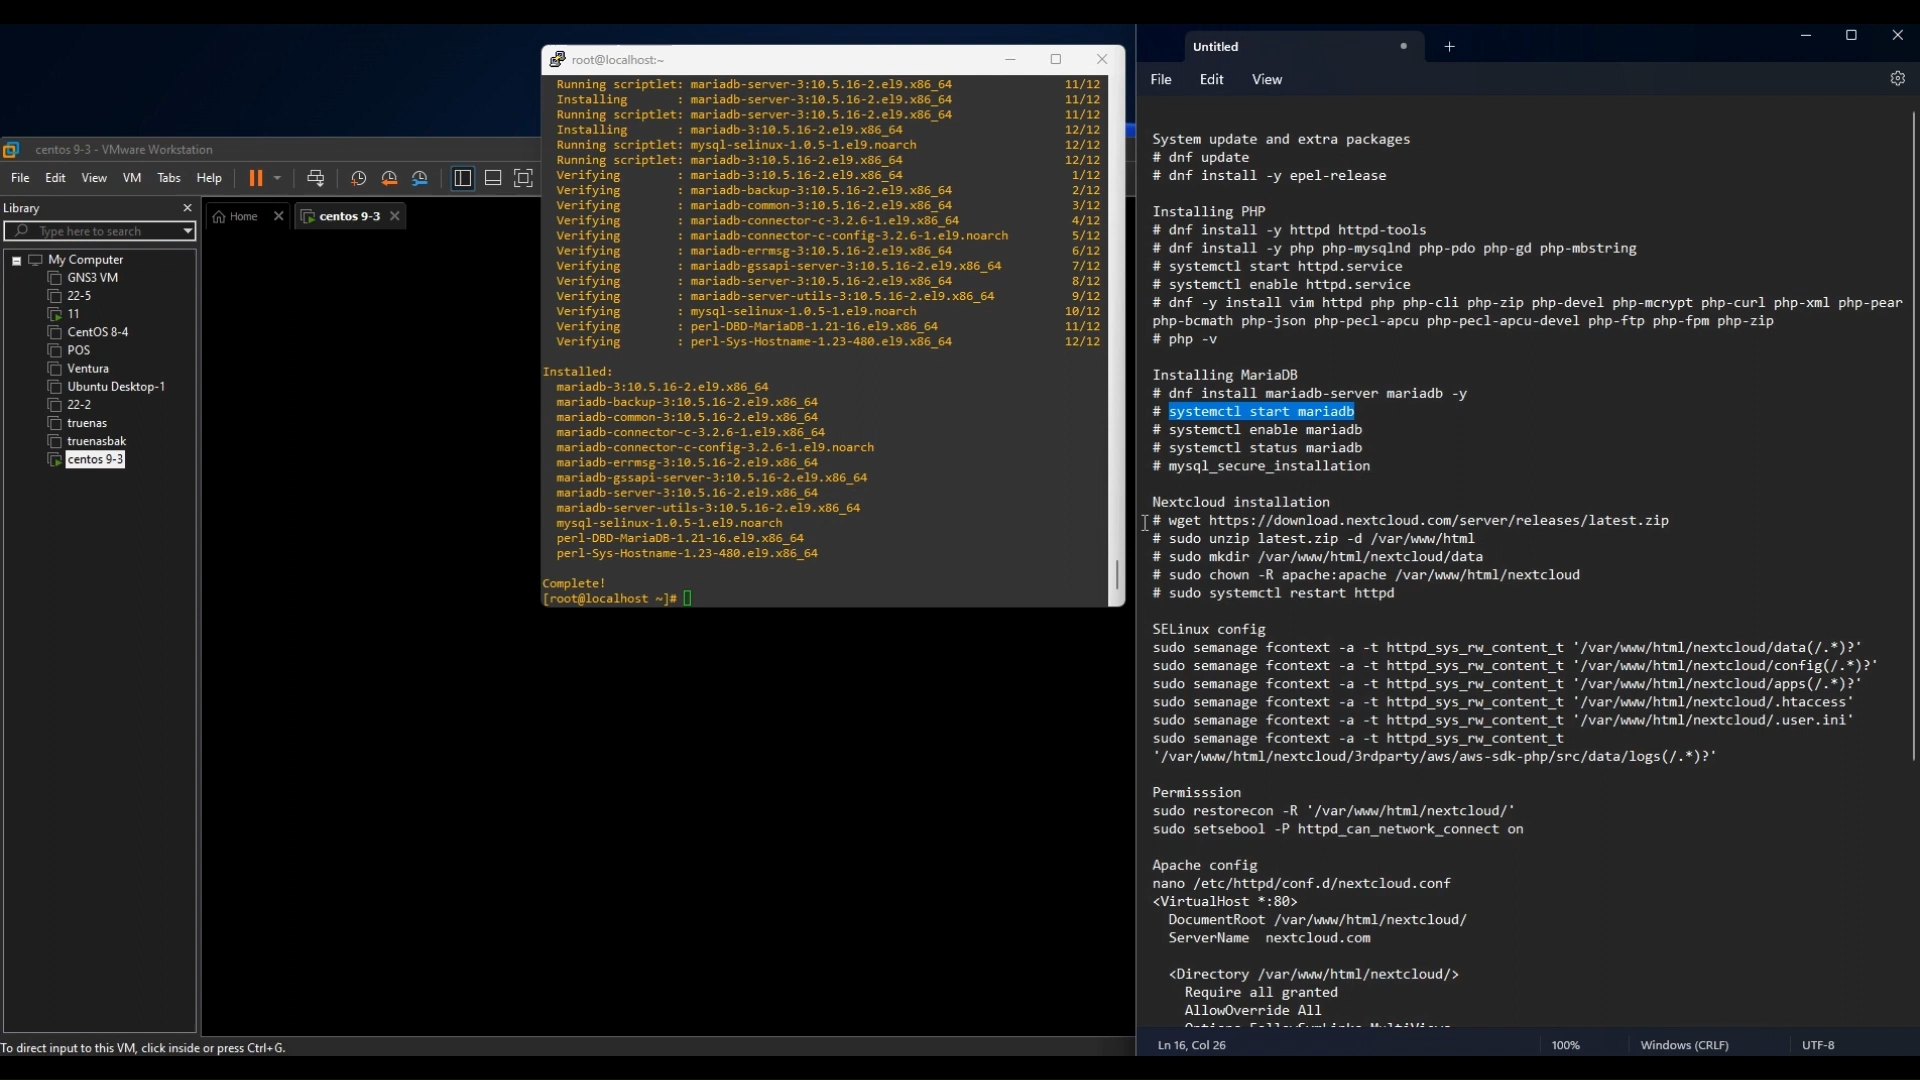 centos 9-3 - VMware Workstation
File Edit View VM Tabs Help
Library
Type here to search
My Computer
GNS3 VM
22-5
11
CentOS 8-4
POS
Ventura
Ubuntu Desktop-1
22-2
truenas
truenasbak
centos 9-3
Home
centos 9-3
To direct input to this VM, click inside or press Ctrl+G.
root@localhost:~
Running scriptlet: mariadb-server-3:10.5.16-2.el9.x86_64 11/12
Installing : mariadb-server-3:10.5.16-2.el9.x86_64 11/12
Running scriptlet: mariadb-server-3:10.5.16-2.el9.x86_64 11/12
Installing : mariadb-3:10.5.16-2.el9.x86_64 12/12
Running scriptlet: mysql-selinux-1.0.5-1.el9.noarch 12/12
Running scriptlet: mariadb-3:10.5.16-2.el9.x86_64 12/12
Verifying : mariadb-3:10.5.16-2.el9.x86_64 1/12
Verifying : mariadb-backup-3:10.5.16-2.el9.x86_64 2/12
Verifying : mariadb-common-3:10.5.16-2.el9.x86_64 3/12
Verifying : mariadb-connector-c-3.2.6-1.el9.x86_64 4/12
Verifying : mariadb-connector-c-config-3.2.6-1.el9.noarch 5/12
Verifying : mariadb-errmsg-3:10.5.16-2.el9.x86_64 6/12
Verifying : mariadb-gssapi-server-3:10.5.16-2.el9.x86_64 7/12
Verifying : mariadb-server-3:10.5.16-2.el9.x86_64 8/12
Verifying : mariadb-server-utils-3:10.5.16-2.el9.x86_64 9/12
Verifying : mysql-selinux-1.0.5-1.el9.noarch 10/12
Verifying : perl-DBD-MariaDB-1.21-16.el9.x86_64 11/12
Verifying : perl-Sys-Hostname-1.23-480.el9.x86_64 12/12
Installed:
mariadb-3:10.5.16-2.el9.x86_64
mariadb-backup-3:10.5.16-2.el9.x86_64
mariadb-common-3:10.5.16-2.el9.x86_64
mariadb-connector-c-3.2.6-1.el9.x86_64
mariadb-connector-c-config-3.2.6-1.el9.noarch
mariadb-errmsg-3:10.5.16-2.el9.x86_64
mariadb-gssapi-server-3:10.5.16-2.el9.x86_64
mariadb-server-3:10.5.16-2.el9.x86_64
mariadb-server-utils-3:10.5.16-2.el9.x86_64
mysql-selinux-1.0.5-1.el9.noarch
perl-DBD-MariaDB-1.21-16.el9.x86_64
perl-Sys-Hostname-1.23-480.el9.x86_64
Complete!
[root@localhost ~]#
Untitled
File Edit View
System update and extra packages
# dnf update
# dnf install -y epel-release
Installing PHP
# dnf install -y httpd httpd-tools
# dnf install -y php php-mysqlnd php-pdo php-gd php-mbstring
# systemctl start httpd.service
# systemctl enable httpd.service
# dnf -y install vim httpd php php-cli php-zip php-devel php-mcrypt php-curl php-xml php-pear
php-bcmath php-json php-pecl-apcu php-pecl-apcu-devel php-ftp php-fpm php-zip
# php -v
Installing MariaDB
# dnf install mariadb-server mariadb -y
# systemctl start mariadb
# systemctl enable mariadb
# systemctl status mariadb
# mysql_secure_installation
Nextcloud installation
# wget https://download.nextcloud.com/server/releases/latest.zip
# sudo unzip latest.zip -d /var/www/html
# sudo mkdir /var/www/html/nextcloud/data
# sudo chown -R apache:apache /var/www/html/nextcloud
# sudo systemctl restart httpd
SELinux config
sudo semanage fcontext -a -t httpd_sys_rw_content_t '/var/www/html/nextcloud/data(/.*)?'
sudo semanage fcontext -a -t httpd_sys_rw_content_t '/var/www/html/nextcloud/config(/.*)?'
sudo semanage fcontext -a -t httpd_sys_rw_content_t '/var/www/html/nextcloud/apps(/.*)?'
sudo semanage fcontext -a -t httpd_sys_rw_content_t '/var/www/html/nextcloud/.htaccess'
sudo semanage fcontext -a -t httpd_sys_rw_content_t '/var/www/html/nextcloud/.user.ini'
sudo semanage fcontext -a -t httpd_sys_rw_content_t
'/var/www/html/nextcloud/3rdparty/aws/aws-sdk-php/src/data/logs(/.*)?'
Permisssion
sudo restorecon -R '/var/www/html/nextcloud/'
sudo setsebool -P httpd_can_network_connect on
Apache config
nano /etc/httpd/conf.d/nextcloud.conf
<VirtualHost *:80>
DocumentRoot /var/www/html/nextcloud/
ServerName nextcloud.com
<Directory /var/www/html/nextcloud/>
Require all granted
AllowOverride All
Ln 16, Col 26 100% Windows (CRLF) UTF-8